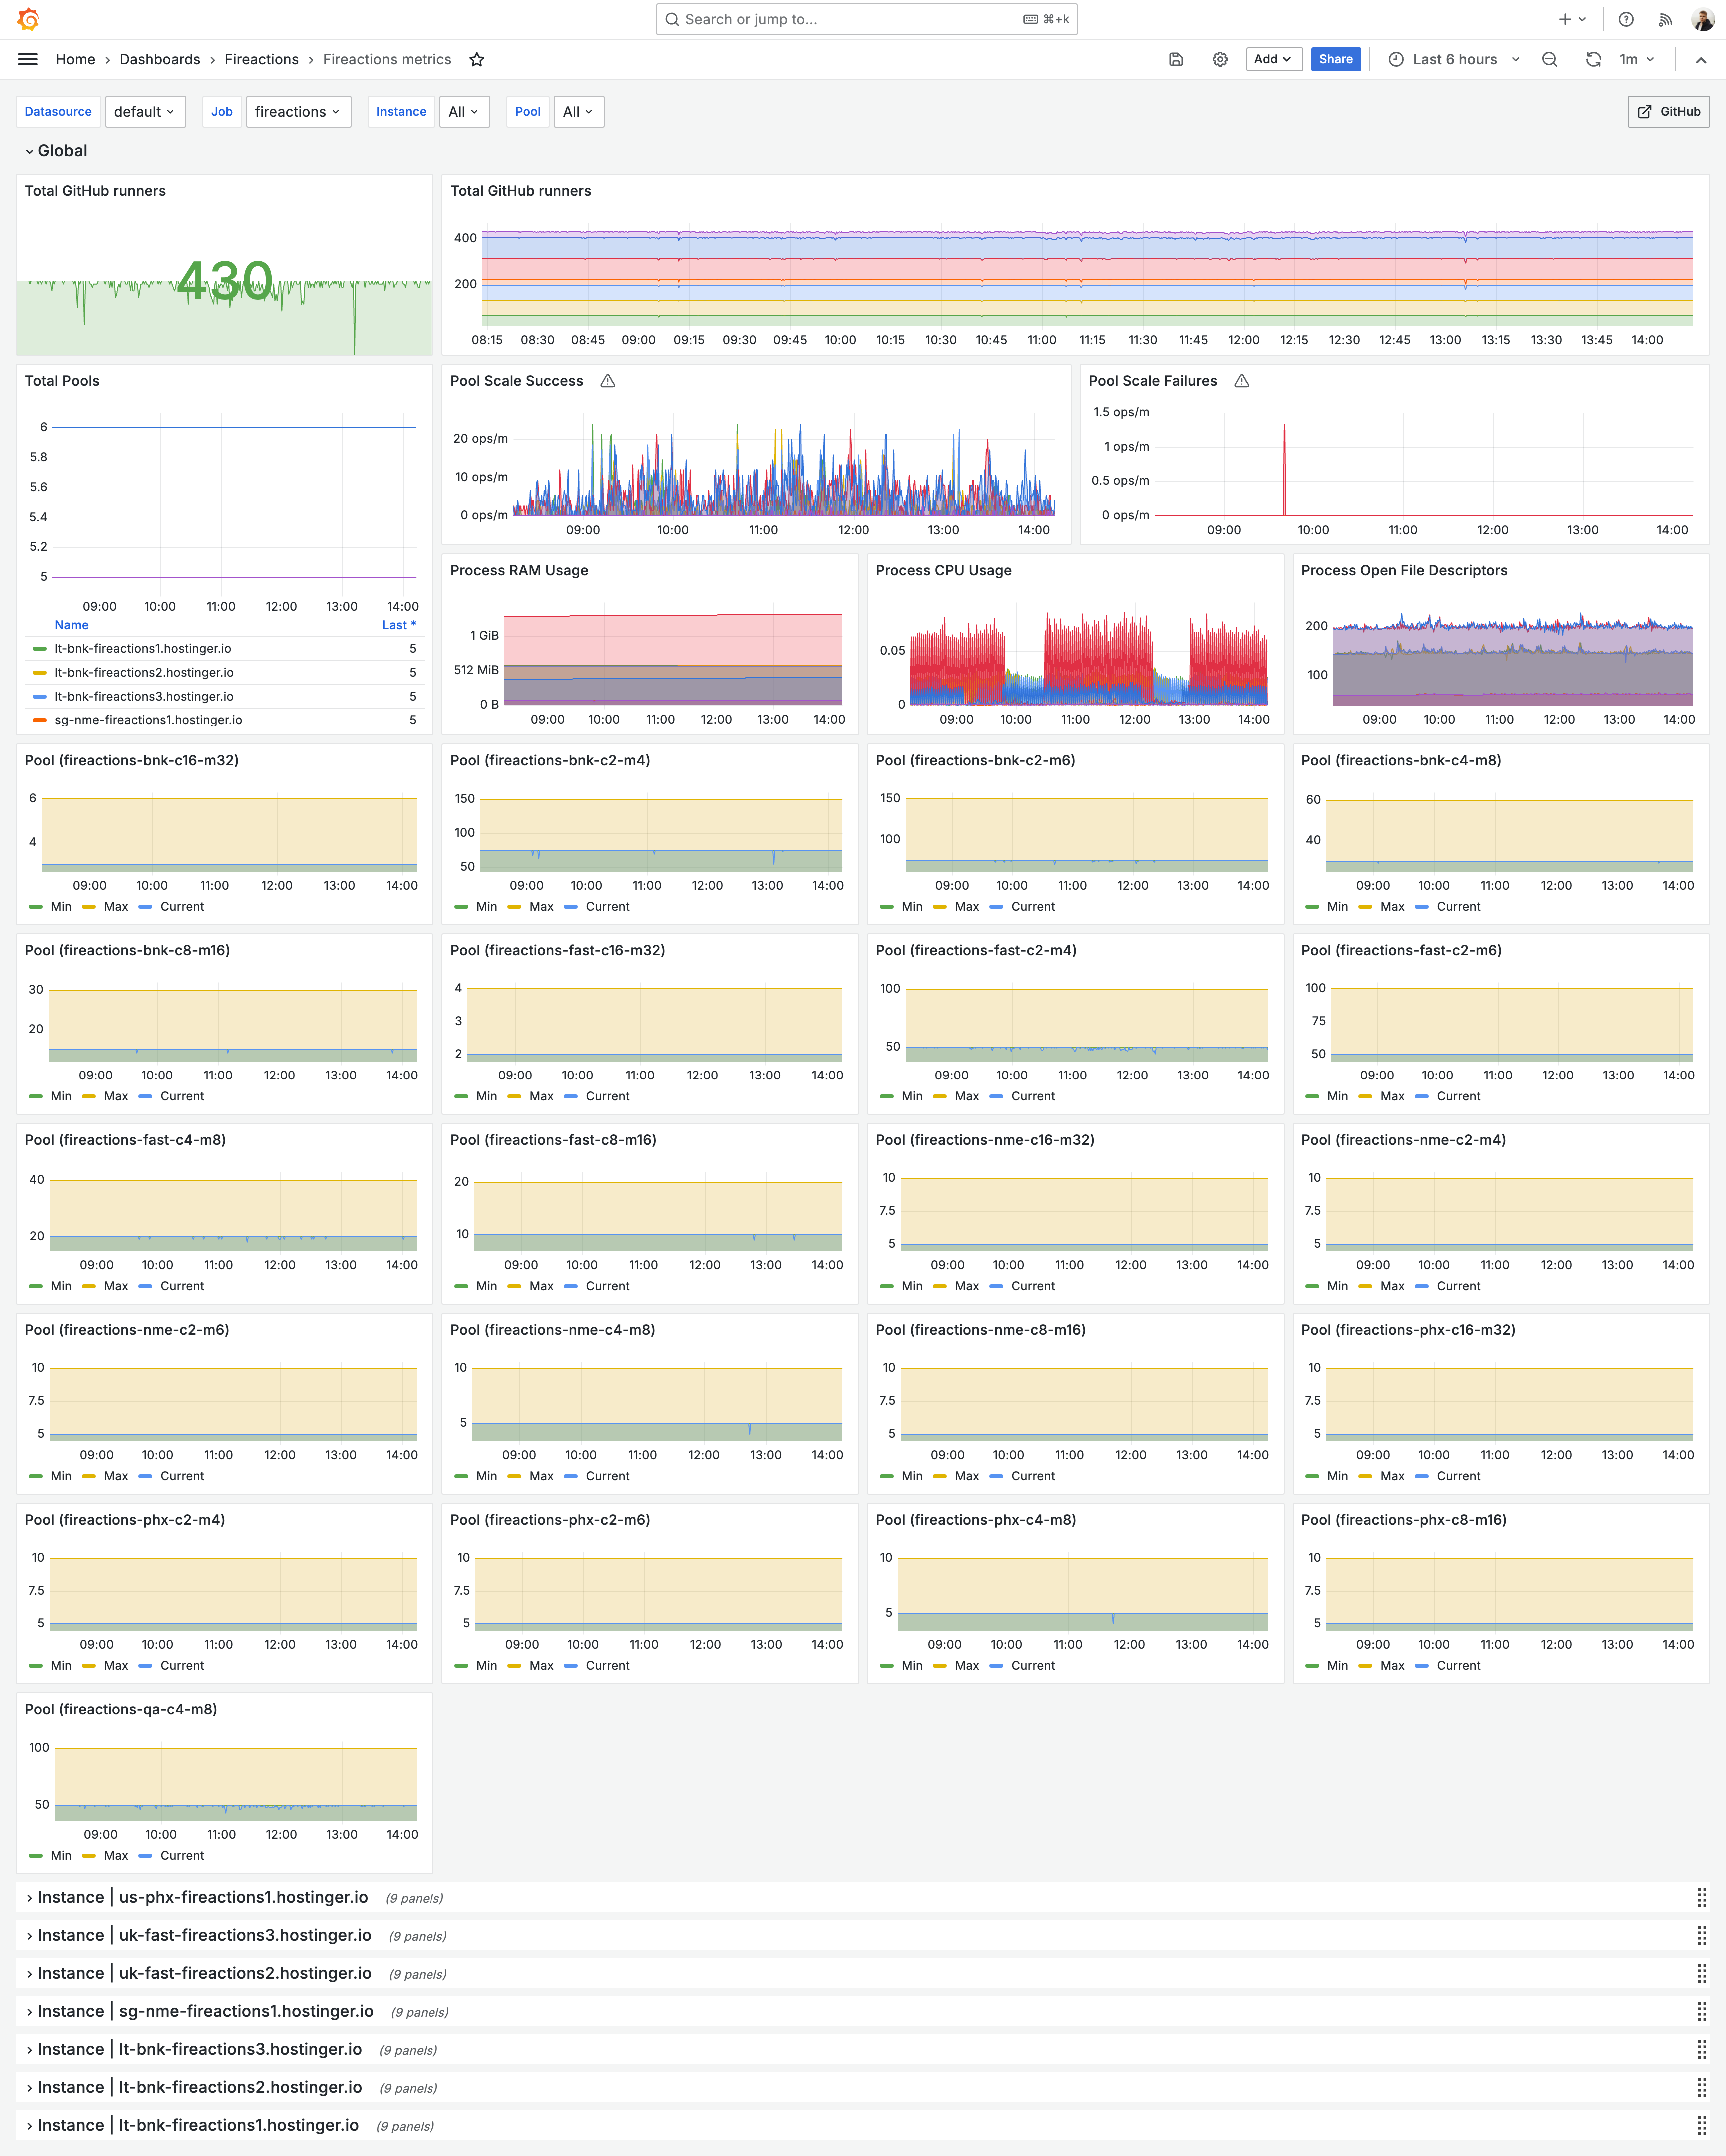 Search or jump to... ⌘+k
Home › Dashboards › Fireactions › Fireactions metrics Add Share Last 6 hours 1m
Datasource default Job fireactions Instance All Pool All GitHub
Global
Total GitHub runners
430
Total GitHub runners
400
200
08:15 08:30 08:45 09:00 09:15 09:30 09:45 10:00 10:15 10:30 10:45 11:00 11:15 11:30 11:45 12:00 12:15 12:30 12:45 13:00 13:15 13:30 13:45 14:00
Total Pools
6
5.8
5.6
5.4
5.2
5
09:00 10:00 11:00 12:00 13:00 14:00
Name Last *
lt-bnk-fireactions1.hostinger.io 5
lt-bnk-fireactions2.hostinger.io 5
lt-bnk-fireactions3.hostinger.io 5
sg-nme-fireactions1.hostinger.io 5
Pool Scale Success
20 ops/m
10 ops/m
0 ops/m
09:00 10:00 11:00 12:00 13:00 14:00
Pool Scale Failures
1.5 ops/m
1 ops/m
0.5 ops/m
0 ops/m
09:00 10:00 11:00 12:00 13:00 14:00
Process RAM Usage
1 GiB
512 MiB
0 B
09:00 10:00 11:00 12:00 13:00 14:00
Process CPU Usage
0.05
0
09:00 10:00 11:00 12:00 13:00 14:00
Process Open File Descriptors
200
100
09:00 10:00 11:00 12:00 13:00 14:00
Pool (fireactions-bnk-c16-m32)
6
4
09:00 10:00 11:00 12:00 13:00 14:00
Min Max Current
Pool (fireactions-bnk-c2-m4)
150
100
50
09:00 10:00 11:00 12:00 13:00 14:00
Min Max Current
Pool (fireactions-bnk-c2-m6)
150
100
09:00 10:00 11:00 12:00 13:00 14:00
Min Max Current
Pool (fireactions-bnk-c4-m8)
60
40
09:00 10:00 11:00 12:00 13:00 14:00
Min Max Current
Pool (fireactions-bnk-c8-m16)
30
20
09:00 10:00 11:00 12:00 13:00 14:00
Min Max Current
Pool (fireactions-fast-c16-m32)
4
3
2
09:00 10:00 11:00 12:00 13:00 14:00
Min Max Current
Pool (fireactions-fast-c2-m4)
100
50
09:00 10:00 11:00 12:00 13:00 14:00
Min Max Current
Pool (fireactions-fast-c2-m6)
100
75
50
09:00 10:00 11:00 12:00 13:00 14:00
Min Max Current
Pool (fireactions-fast-c4-m8)
40
20
09:00 10:00 11:00 12:00 13:00 14:00
Min Max Current
Pool (fireactions-fast-c8-m16)
20
10
09:00 10:00 11:00 12:00 13:00 14:00
Min Max Current
Pool (fireactions-nme-c16-m32)
10
7.5
5
09:00 10:00 11:00 12:00 13:00 14:00
Min Max Current
Pool (fireactions-nme-c2-m4)
10
7.5
5
09:00 10:00 11:00 12:00 13:00 14:00
Min Max Current
Pool (fireactions-nme-c2-m6)
10
7.5
5
09:00 10:00 11:00 12:00 13:00 14:00
Min Max Current
Pool (fireactions-nme-c4-m8)
10
5
09:00 10:00 11:00 12:00 13:00 14:00
Min Max Current
Pool (fireactions-nme-c8-m16)
10
7.5
5
09:00 10:00 11:00 12:00 13:00 14:00
Min Max Current
Pool (fireactions-phx-c16-m32)
10
7.5
5
09:00 10:00 11:00 12:00 13:00 14:00
Min Max Current
Pool (fireactions-phx-c2-m4)
10
7.5
5
09:00 10:00 11:00 12:00 13:00 14:00
Min Max Current
Pool (fireactions-phx-c2-m6)
10
7.5
5
09:00 10:00 11:00 12:00 13:00 14:00
Min Max Current
Pool (fireactions-phx-c4-m8)
10
5
09:00 10:00 11:00 12:00 13:00 14:00
Min Max Current
Pool (fireactions-phx-c8-m16)
10
7.5
5
09:00 10:00 11:00 12:00 13:00 14:00
Min Max Current
Pool (fireactions-qa-c4-m8)
100
50
09:00 10:00 11:00 12:00 13:00 14:00
Min Max Current
Instance | us-phx-fireactions1.hostinger.io (9 panels)
Instance | uk-fast-fireactions3.hostinger.io (9 panels)
Instance | uk-fast-fireactions2.hostinger.io (9 panels)
Instance | sg-nme-fireactions1.hostinger.io (9 panels)
Instance | lt-bnk-fireactions3.hostinger.io (9 panels)
Instance | lt-bnk-fireactions2.hostinger.io (9 panels)
Instance | lt-bnk-fireactions1.hostinger.io (9 panels)